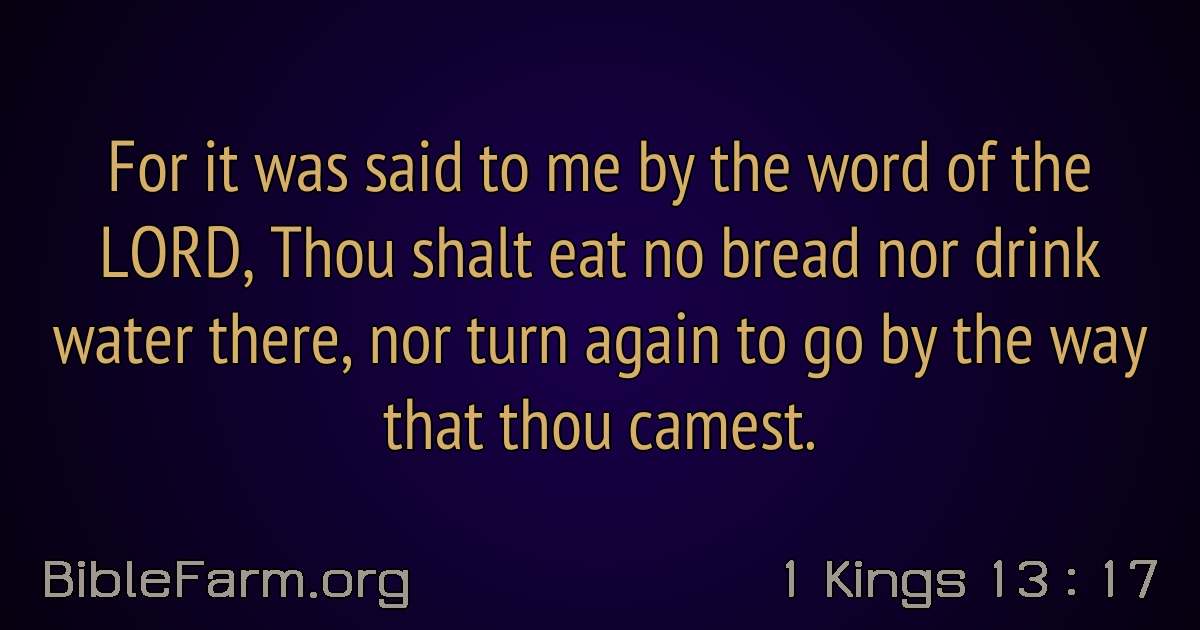 For it was said to me by the word of the
LORD, Thou shalt eat no bread nor drink
water there, nor turn again to go by the way
that thou camest.
BibleFarm.org
1 Kings 13 : 17